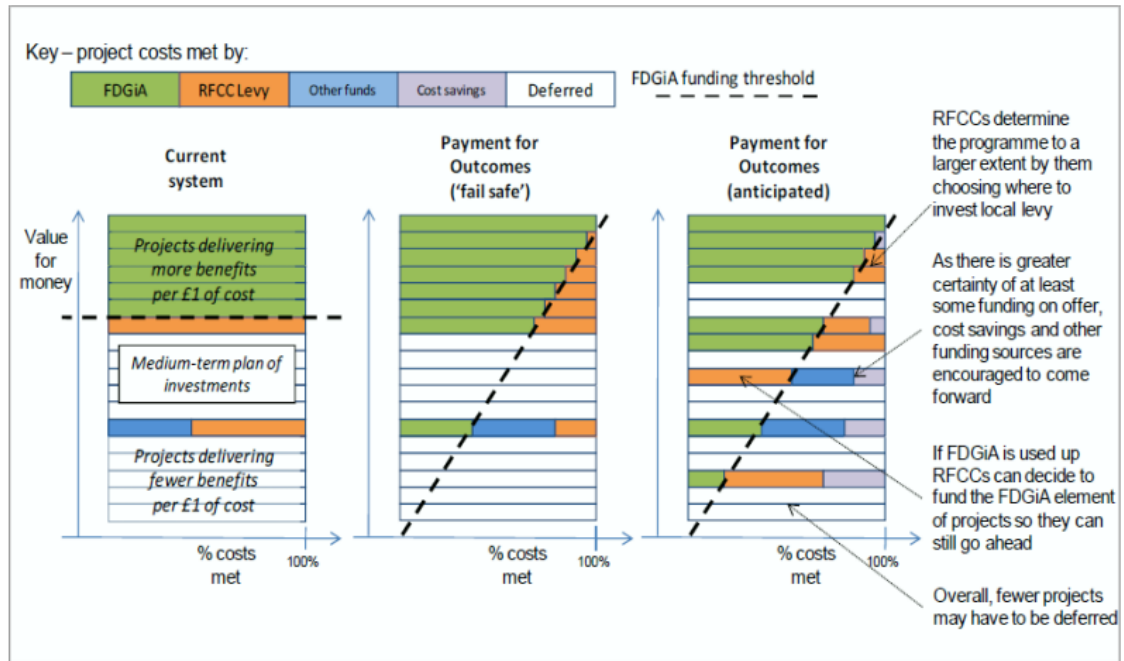 Key – project costs met by:
FDGiA
RFCC Levy
Other funds
Cost savings
Deferred
FDGiA funding threshold
Current
system
Payment for
Outcomes
('fail safe')
Payment for
Outcomes
(anticipated)
Value
for
money
Projects delivering
more benefits
per £1 of cost
Medium-term plan of
investments
Projects delivering
fewer benefits
per £1 of cost
% costs
met
100%
% costs
met
100%
% costs
met
100%
RFCCs determine
the programme to a
larger extent by them
choosing where to
invest local levy
As there is greater
certainty of at least
some funding on offer,
cost savings and other
funding sources are
encouraged to come
forward
If FDGiA is used up
RFCCs can decide to
fund the FDGiA element
of projects so they can
still go ahead
Overall, fewer projects
may have to be deferred